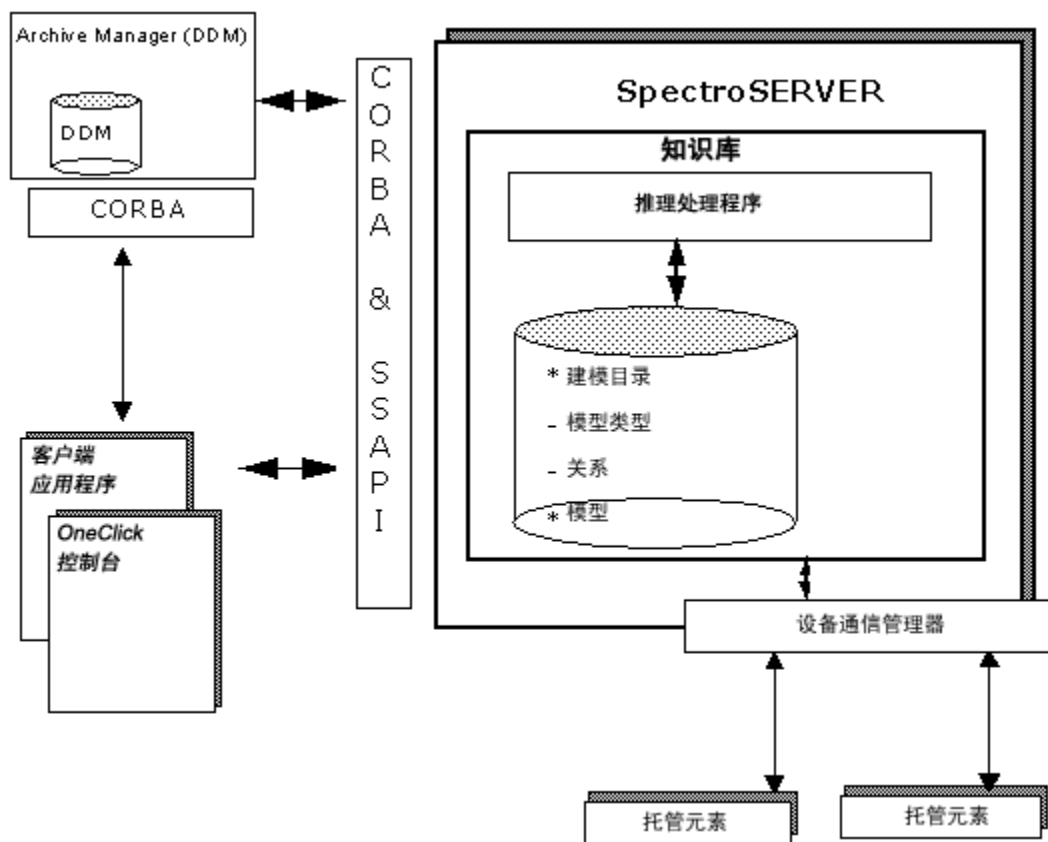 Archive Manager (DDM)
DDM
CORBA
客户端
应用程序
OneClick
控制台
CORBA & SSAPI
SpectroSERVER
知识库
推理处理程序
* 建模目录
- 模型类型
- 关系
* 模型
设备通信管理器
托管元素
托管元素